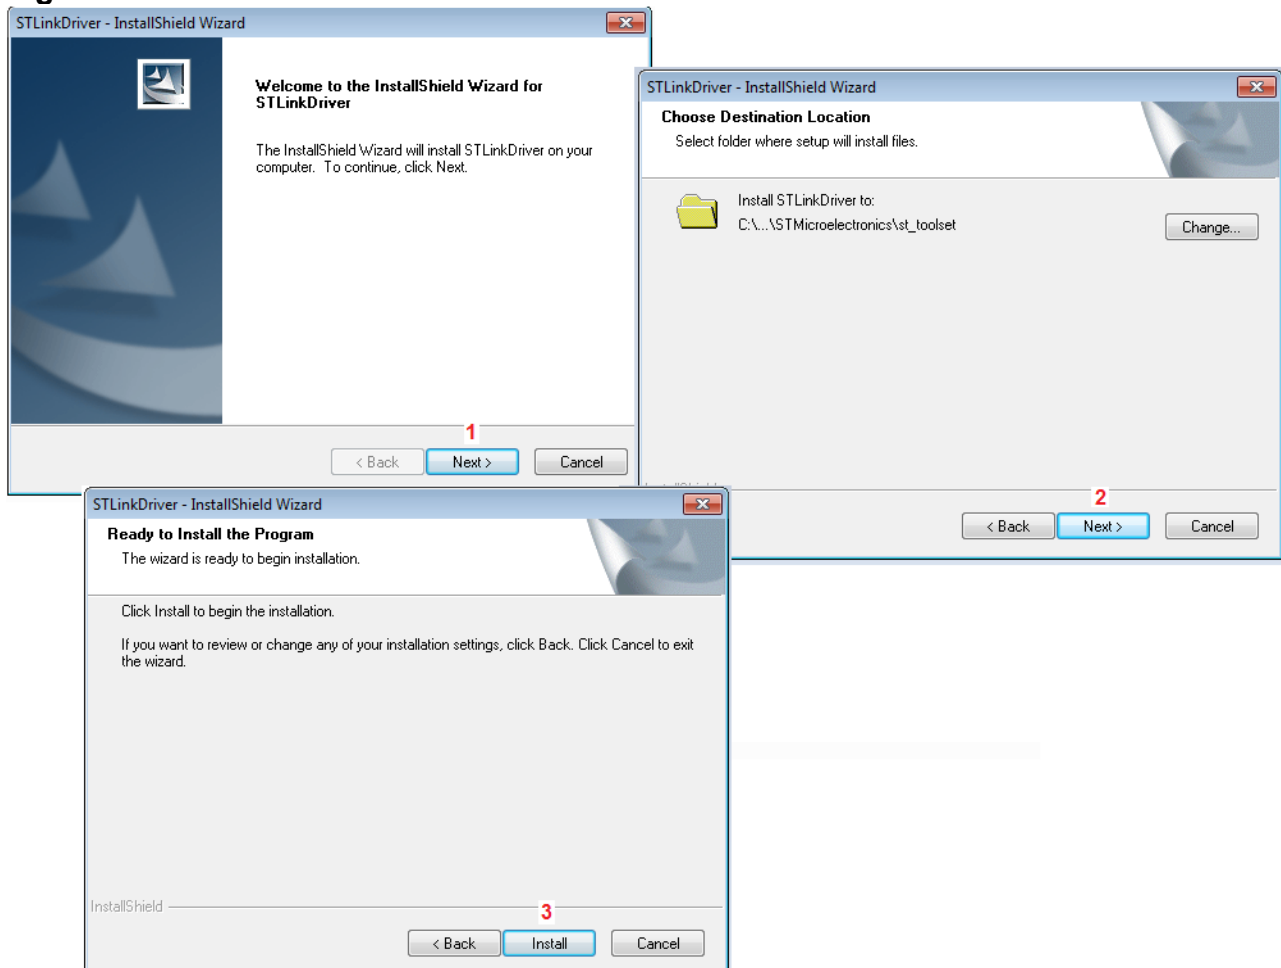 STLinkDriver - InstallShield Wizard
Welcome to the InstallShield Wizard for
STLinkDriver
The InstallShield Wizard will install STLinkDriver on your
computer. To continue, click Next.
1
< Back Next > Cancel
STLinkDriver - InstallShield Wizard
Choose Destination Location
Select folder where setup will install files.
Install STLinkDriver to:
C:\...\STMicroelectronics\st_toolset
Change...
2
< Back Next > Cancel
STLinkDriver - InstallShield Wizard
Ready to Install the Program
The wizard is ready to begin installation.
Click Install to begin the installation.
If you want to review or change any of your installation settings, click Back. Click Cancel to exit
the wizard.
InstallShield
3
< Back Install Cancel